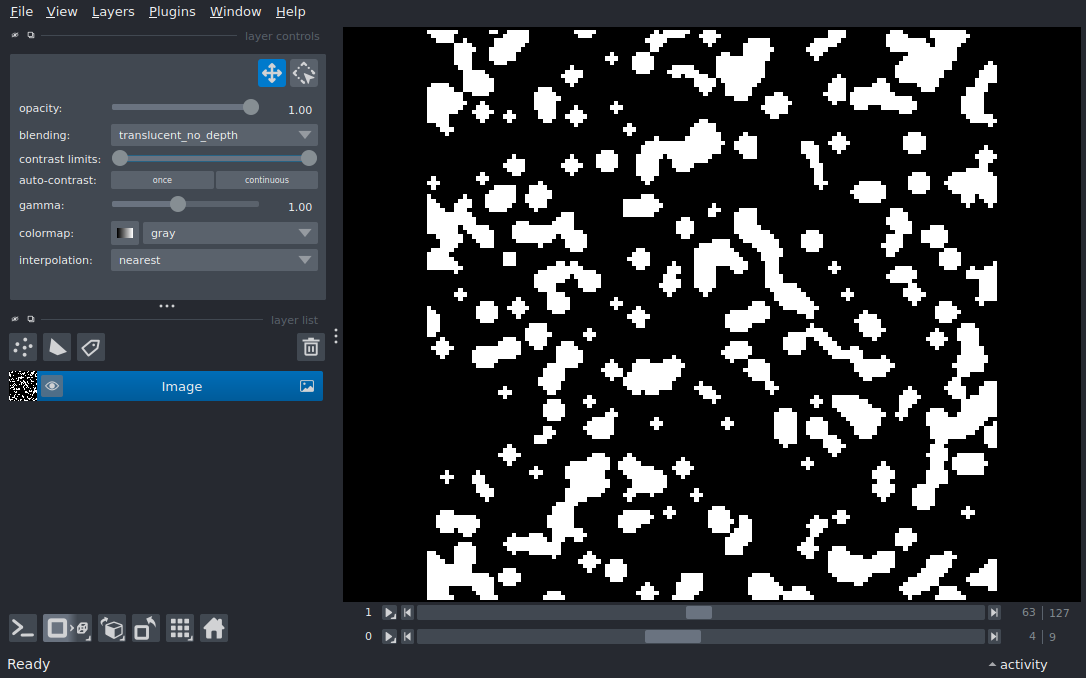 File View Layers Plugins Window Help
layer controls
opacity: 1.00
blending: translucent_no_depth
contrast limits:
auto-contrast: once continuous
gamma: 1.00
colormap: gray
interpolation: nearest
layer list
Image
1 63 127
0 4 9
Ready activity